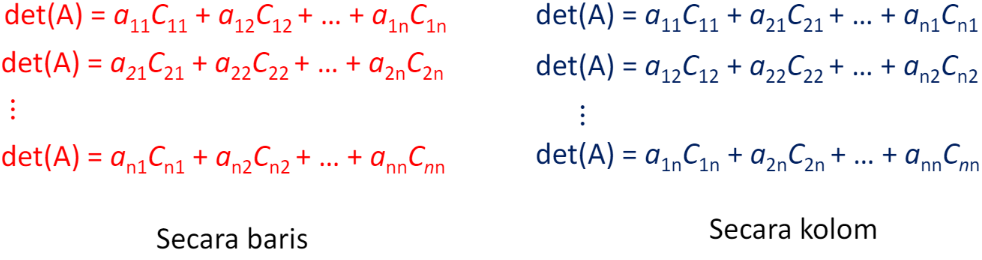 det(A) = a₁₁C₁₁ + a₁₂C₁₂ + ... + a₁ₙC₁ₙ
det(A) = a₂₁C₂₁ + a₂₂C₂₂ + ... + a₂ₙC₂ₙ
⋮
det(A) = aₙ₁Cₙ₁ + aₙ₂Cₙ₂ + ... + aₙₙCₙₙ
Secara baris
det(A) = a₁₁C₁₁ + a₂₁C₂₁ + ... + aₙ₁Cₙ₁
det(A) = a₁₂C₁₂ + a₂₂C₂₂ + ... + aₙ₂Cₙ₂
⋮
det(A) = a₁ₙC₁ₙ + a₂ₙC₂ₙ + ... + aₙₙCₙₙ
Secara kolom